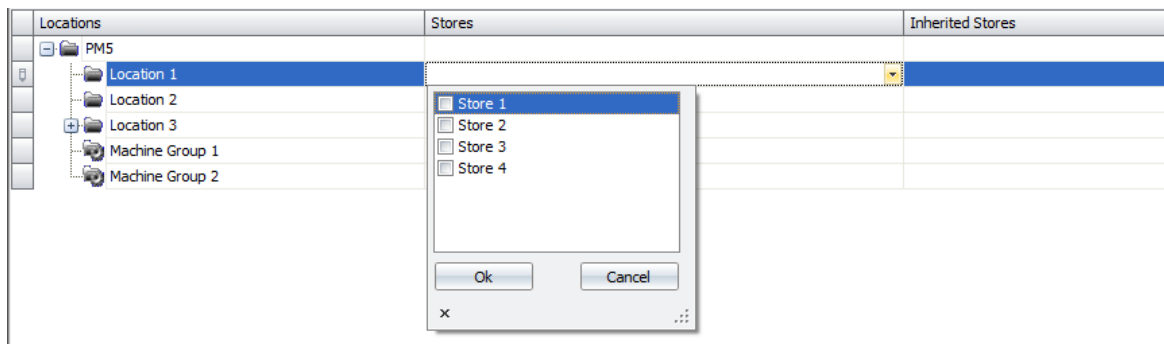 Locations Stores Inherited Stores
PM5
Location 1
Location 2
Location 3
Machine Group 1
Machine Group 2
Store 1
Store 2
Store 3
Store 4
Ok Cancel